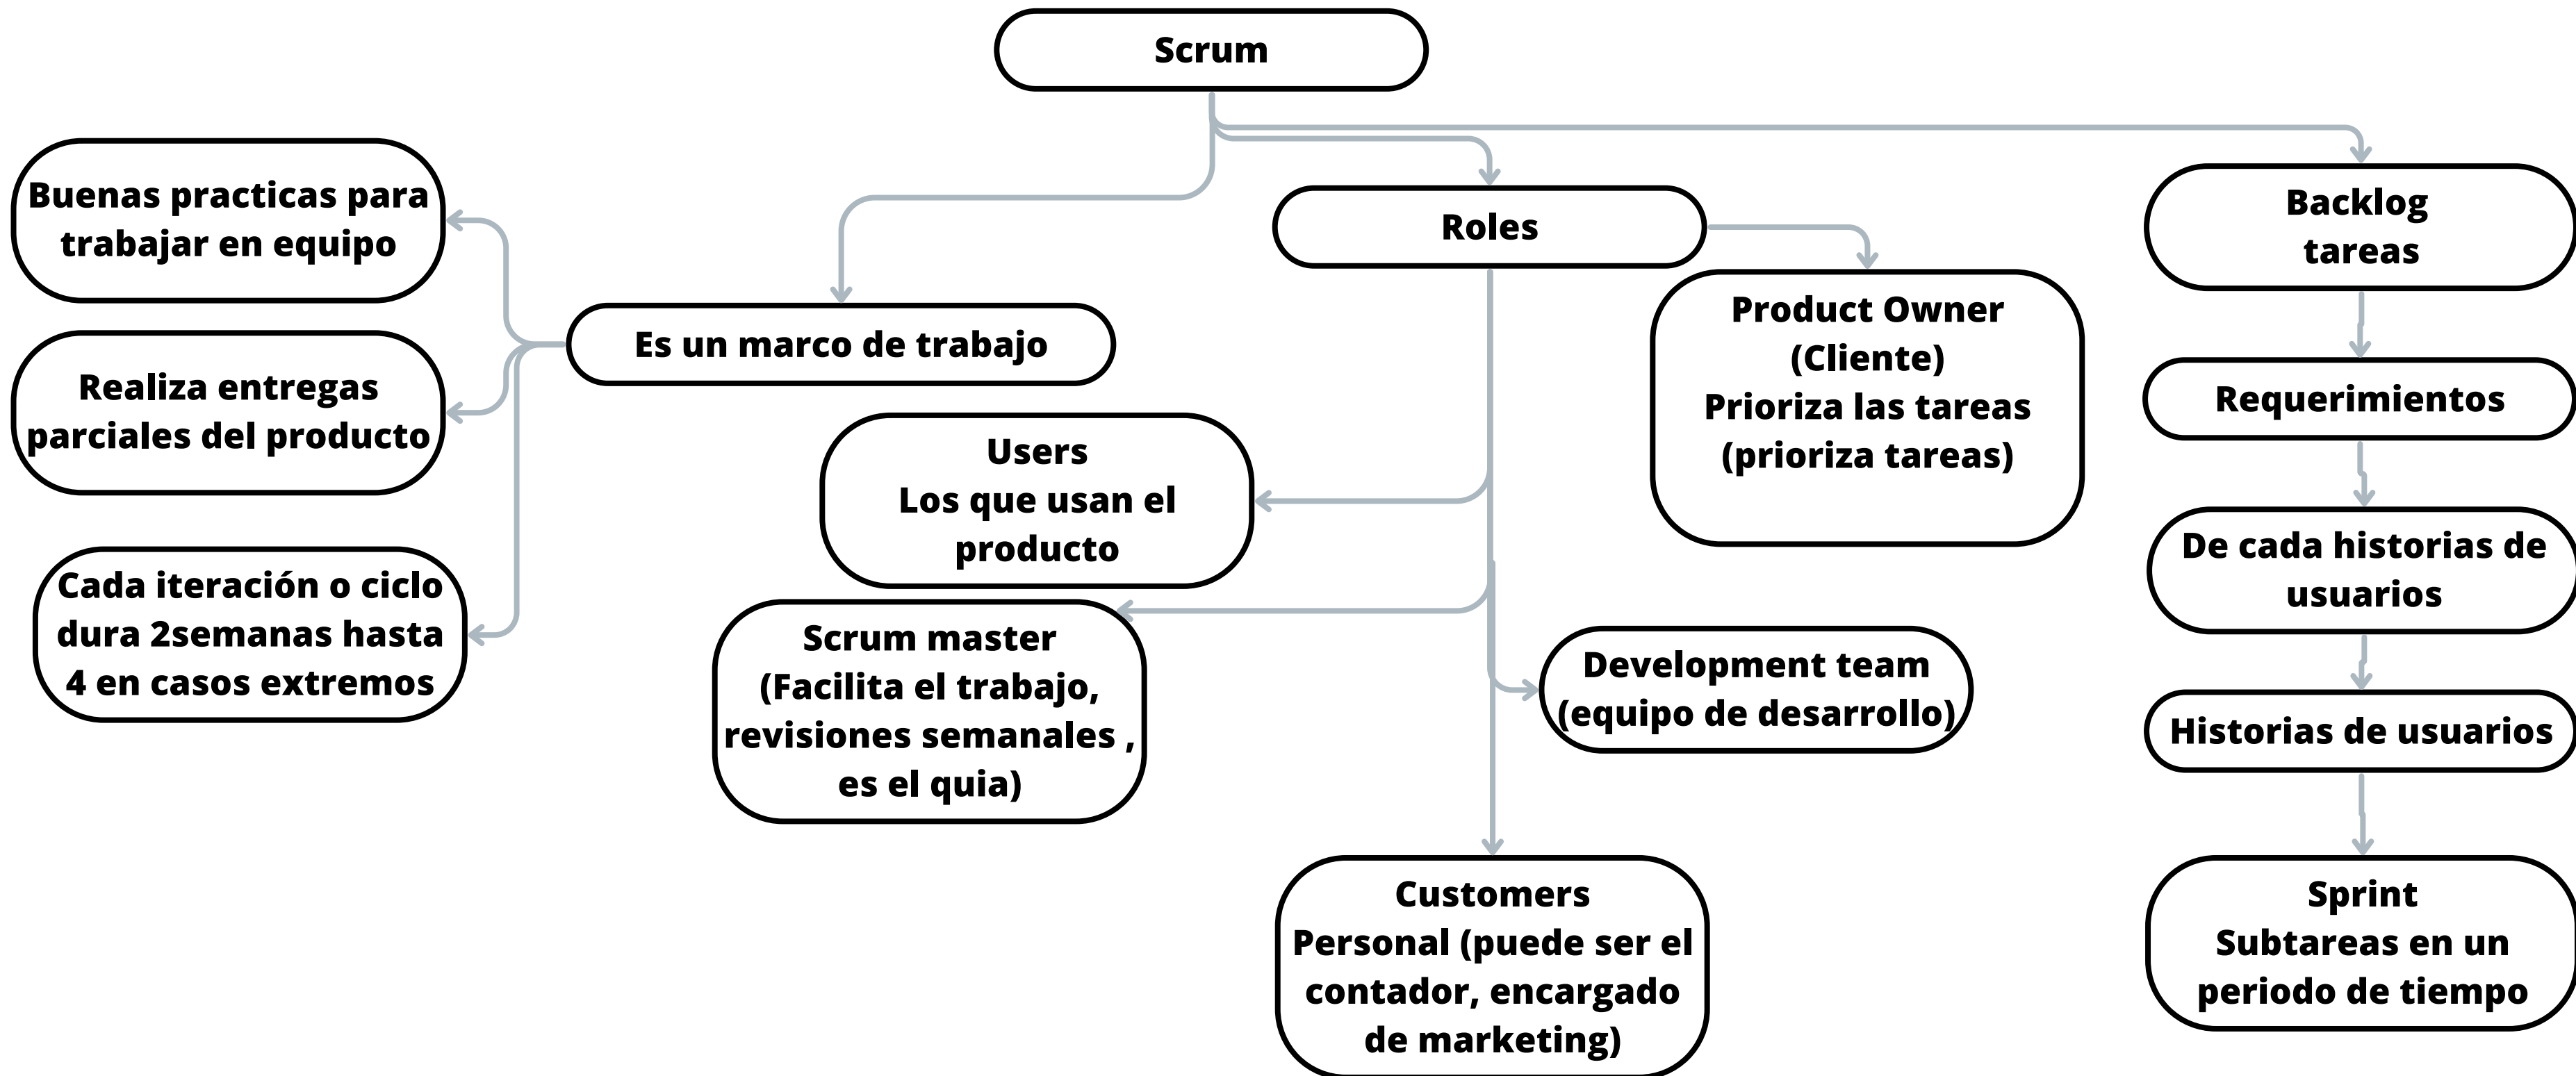 Scrum
Buenas practicas para
trabajar en equipo
Realiza entregas
parciales del producto
Cada iteración o ciclo
dura 2semanas hasta
4 en casos extremos
Es un marco de trabajo
Roles
Product Owner
(Cliente)
Prioriza las tareas
(prioriza tareas)
Users
Los que usan el
producto
Scrum master
(Facilita el trabajo,
revisiones semanales ,
es el quia)
Development team
(equipo de desarrollo)
Customers
Personal (puede ser el
contador, encargado
de marketing)
Backlog
tareas
Requerimientos
De cada historias de
usuarios
Historias de usuarios
Sprint
Subtareas en un
periodo de tiempo